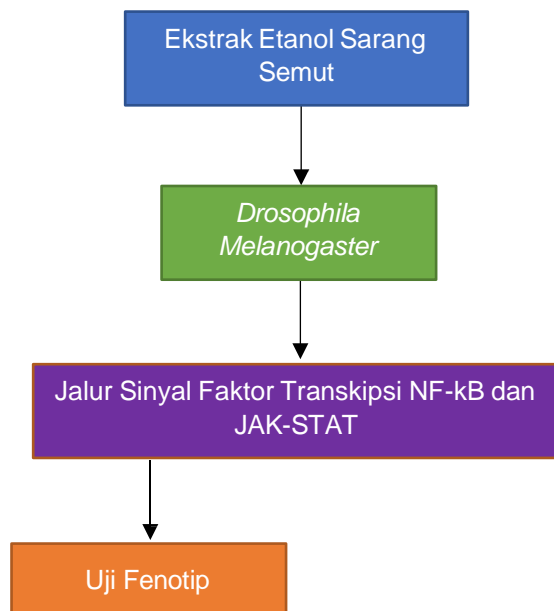 Ekstrak Etanol Sarang
Semut
Drosophila
Melanogaster
Jalur Sinyal Faktor Transkipsi NF-kB dan
JAK-STAT
Uji Fenotip